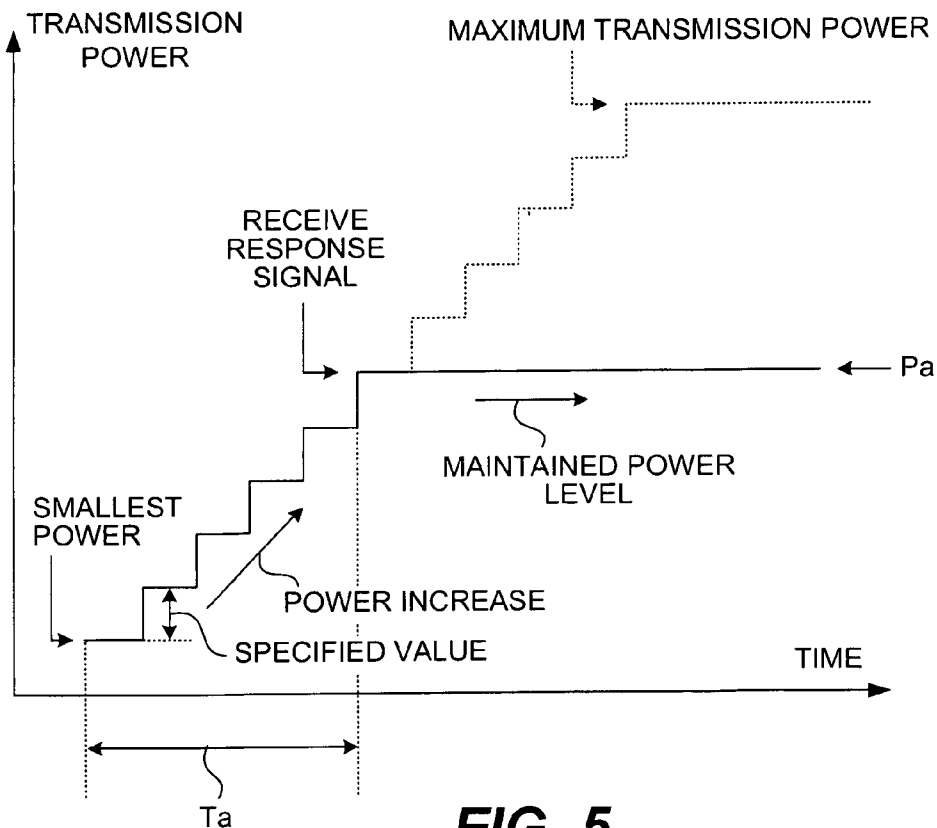 TRANSMISSION
POWER
MAXIMUM TRANSMISSION POWER
RECEIVE
RESPONSE
SIGNAL
Pa
MAINTAINED POWER
LEVEL
SMALLEST
POWER
POWER INCREASE
SPECIFIED VALUE
TIME
Ta
FIG. 5